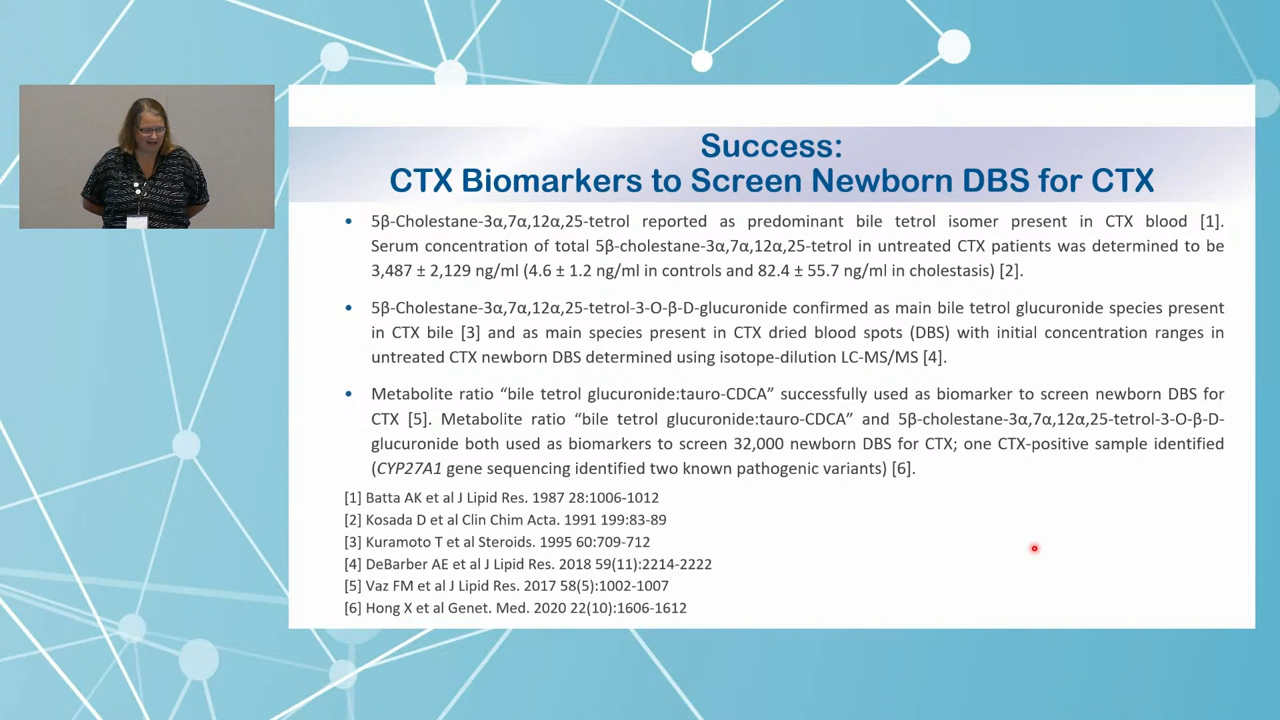 Success:
CTX Biomarkers to Screen Newborn DBS for CTX
• 5β-Cholestane-3α,7α,12α,25-tetrol reported as predominant bile tetrol isomer present in CTX blood [1].
Serum concentration of total 5β-cholestane-3α,7α,12α,25-tetrol in untreated CTX patients was determined to be
3,487 ± 2,129 ng/ml (4.6 ± 1.2 ng/ml in controls and 82.4 ± 55.7 ng/ml in cholestasis) [2].
• 5β-Cholestane-3α,7α,12α,25-tetrol-3-O-β-D-glucuronide confirmed as main bile tetrol glucuronide species present
in CTX bile [3] and as main species present in CTX dried blood spots (DBS) with initial concentration ranges in
untreated CTX newborn DBS determined using isotope-dilution LC-MS/MS [4].
• Metabolite ratio “bile tetrol glucuronide:tauro-CDCA” successfully used as biomarker to screen newborn DBS for
CTX [5]. Metabolite ratio “bile tetrol glucuronide:tauro-CDCA” and 5β-cholestane-3α,7α,12α,25-tetrol-3-O-β-D-
glucuronide both used as biomarkers to screen 32,000 newborn DBS for CTX; one CTX-positive sample identified
(CYP27A1 gene sequencing identified two known pathogenic variants) [6].
[1] Batta AK et al J Lipid Res. 1987 28:1006-1012
[2] Kosada D et al Clin Chim Acta. 1991 199:83-89
[3] Kuramoto T et al Steroids. 1995 60:709-712
[4] DeBarber AE et al J Lipid Res. 2018 59(11):2214-2222
[5] Vaz FM et al J Lipid Res. 2017 58(5):1002-1007
[6] Hong X et al Genet. Med. 2020 22(10):1606-1612